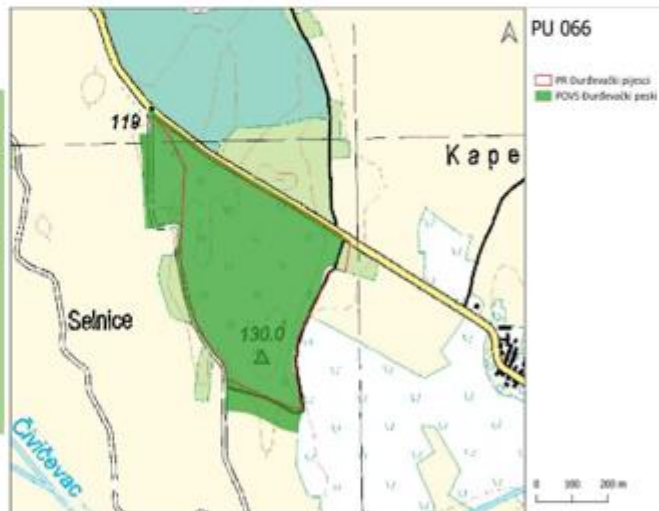 PU 066
PR Đurđevački pijesci
POVS Đurđevački peski
119
Kape
Selnice
130.0
Čivičevac
0 100 200 m